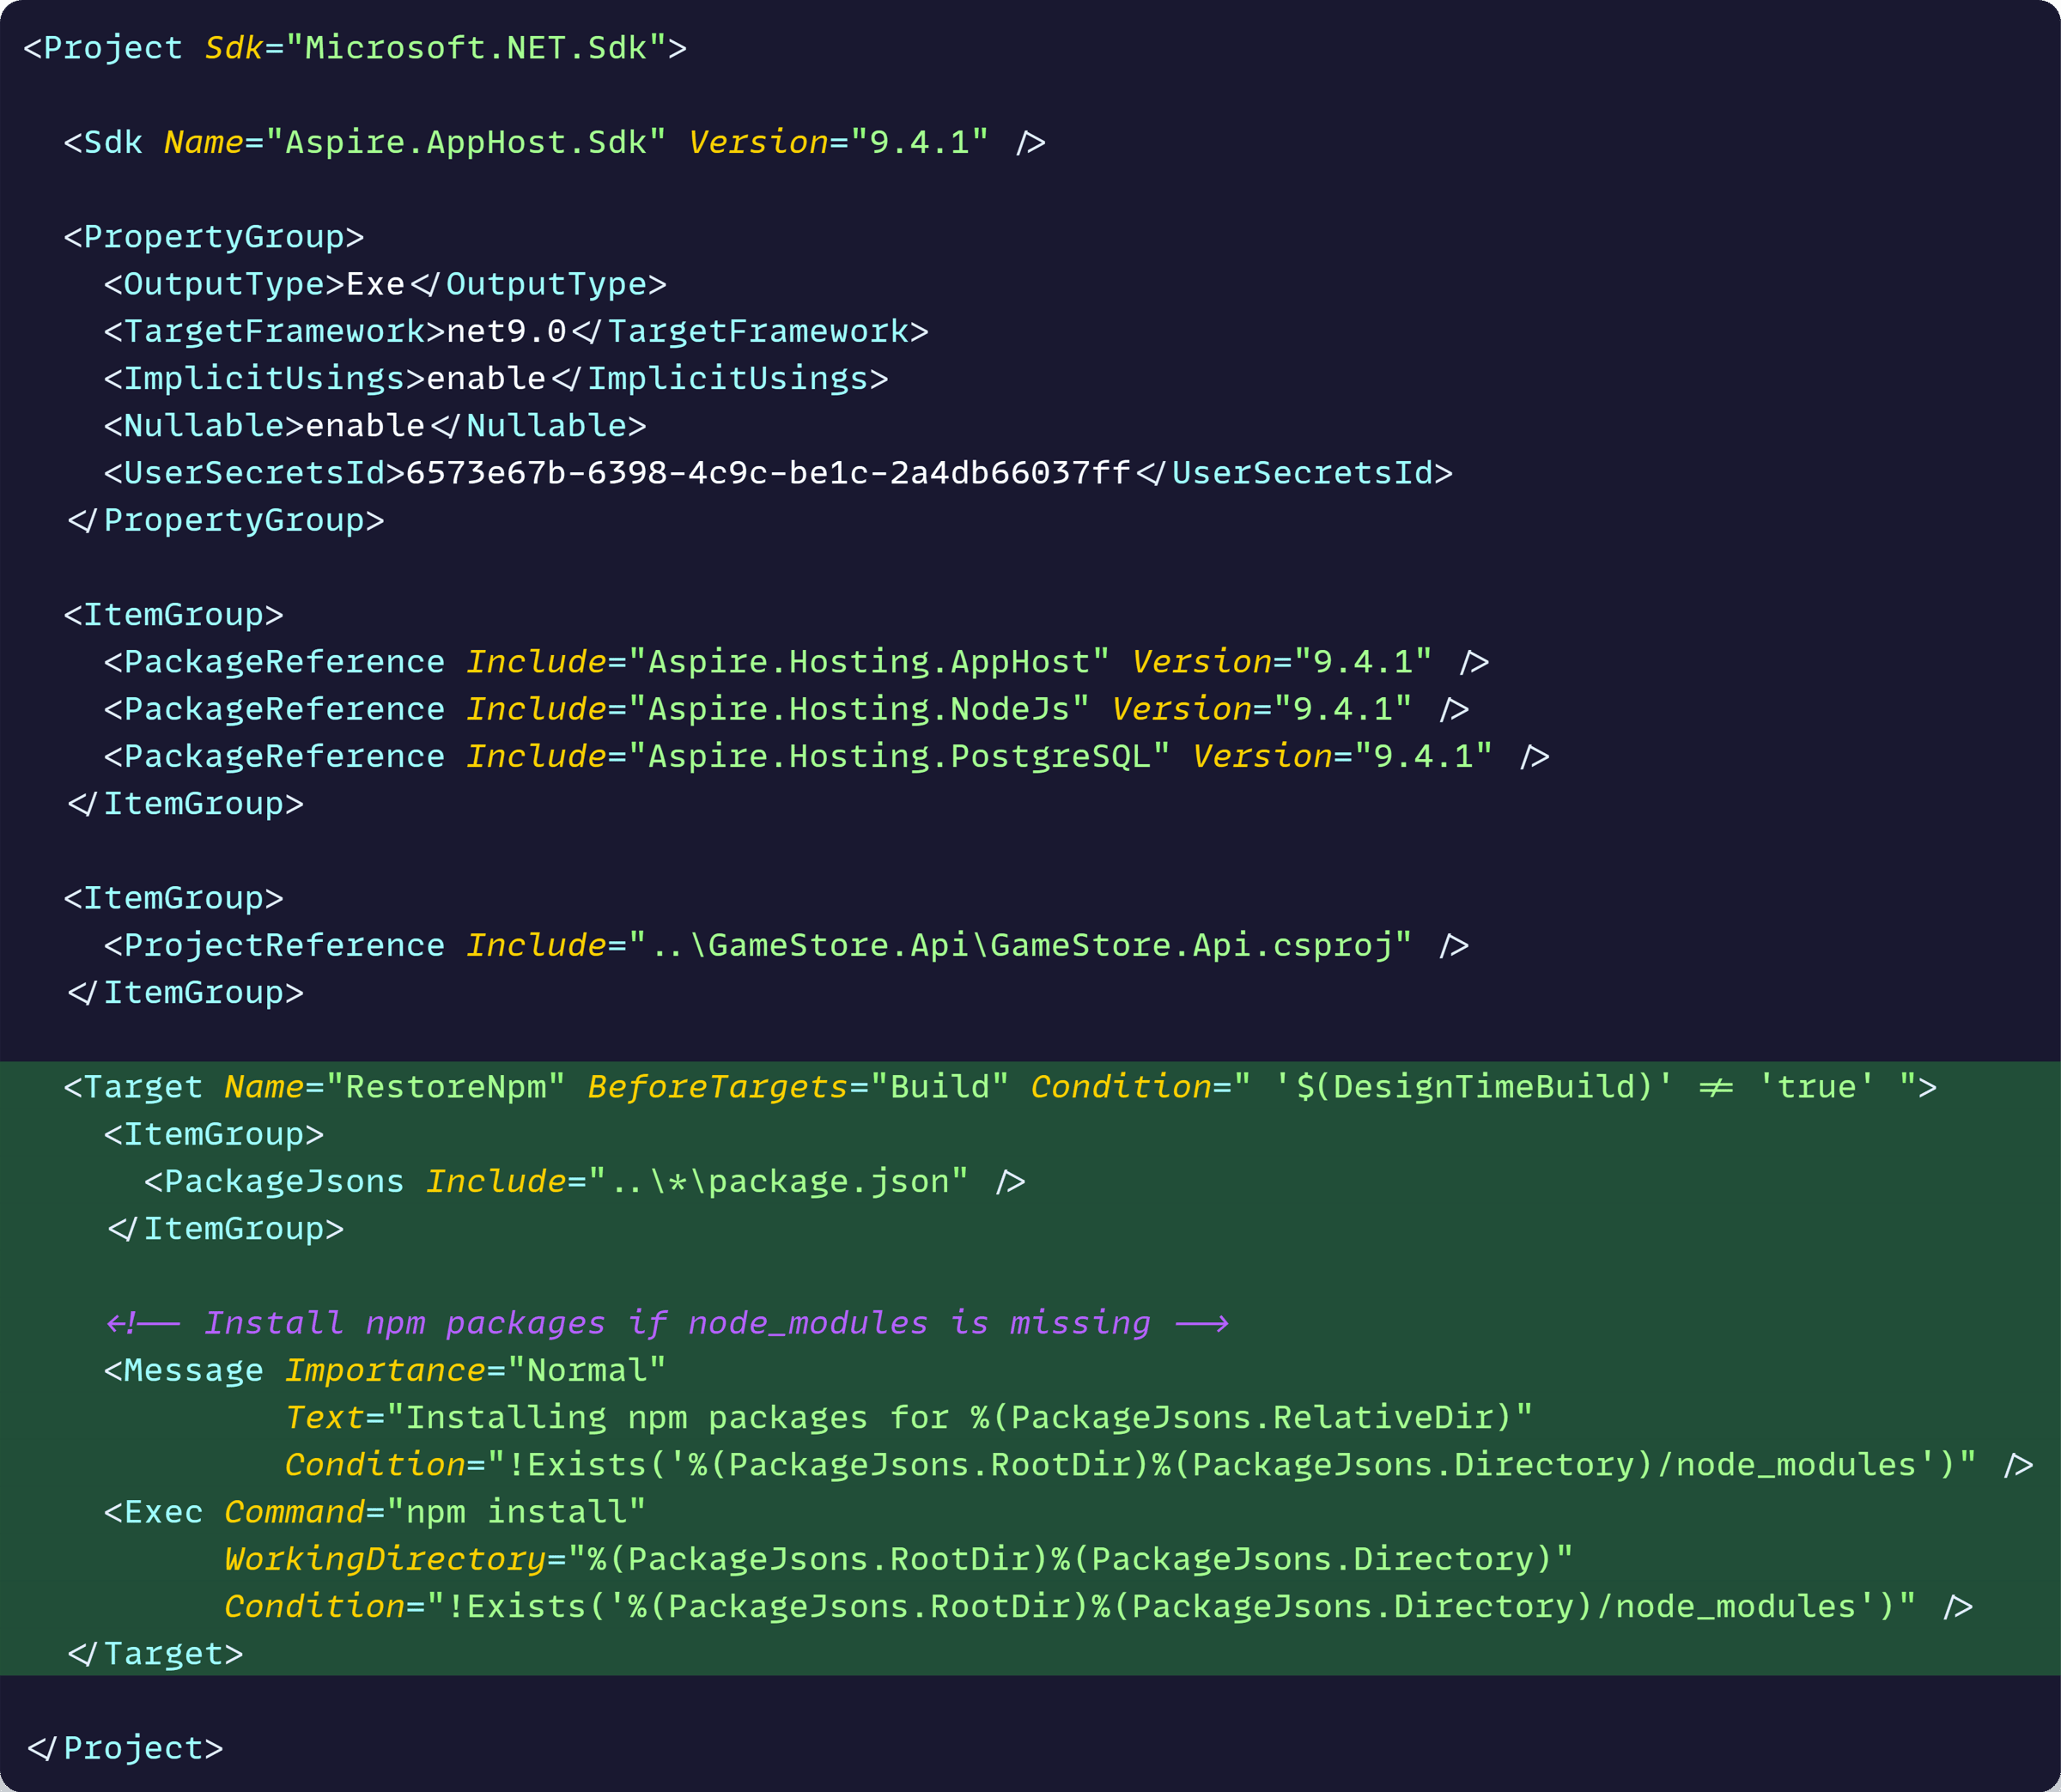 <Project Sdk="Microsoft.NET.Sdk">

  <Sdk Name="Aspire.AppHost.Sdk" Version="9.4.1" />

  <PropertyGroup>
    <OutputType>Exe</OutputType>
    <TargetFramework>net9.0</TargetFramework>
    <ImplicitUsings>enable</ImplicitUsings>
    <Nullable>enable</Nullable>
    <UserSecretsId>6573e67b-6398-4c9c-be1c-2a4db66037ff</UserSecretsId>
  </PropertyGroup>

  <ItemGroup>
    <PackageReference Include="Aspire.Hosting.AppHost" Version="9.4.1" />
    <PackageReference Include="Aspire.Hosting.NodeJs" Version="9.4.1" />
    <PackageReference Include="Aspire.Hosting.PostgreSQL" Version="9.4.1" />
  </ItemGroup>

  <ItemGroup>
    <ProjectReference Include="..\GameStore.Api\GameStore.Api.csproj" />
  </ItemGroup>

  <Target Name="RestoreNpm" BeforeTargets="Build" Condition=" '$(DesignTimeBuild)' != 'true' ">
    <ItemGroup>
      <PackageJsons Include="..\*\package.json" />
    </ItemGroup>

    <!-- Install npm packages if node_modules is missing -->
    <Message Importance="Normal"
             Text="Installing npm packages for %(PackageJsons.RelativeDir)"
             Condition="!Exists('%(PackageJsons.RootDir)%(PackageJsons.Directory)/node_modules')" />
    <Exec Command="npm install"
          WorkingDirectory="%(PackageJsons.RootDir)%(PackageJsons.Directory)"
          Condition="!Exists('%(PackageJsons.RootDir)%(PackageJsons.Directory)/node_modules')" />
  </Target>

</Project>